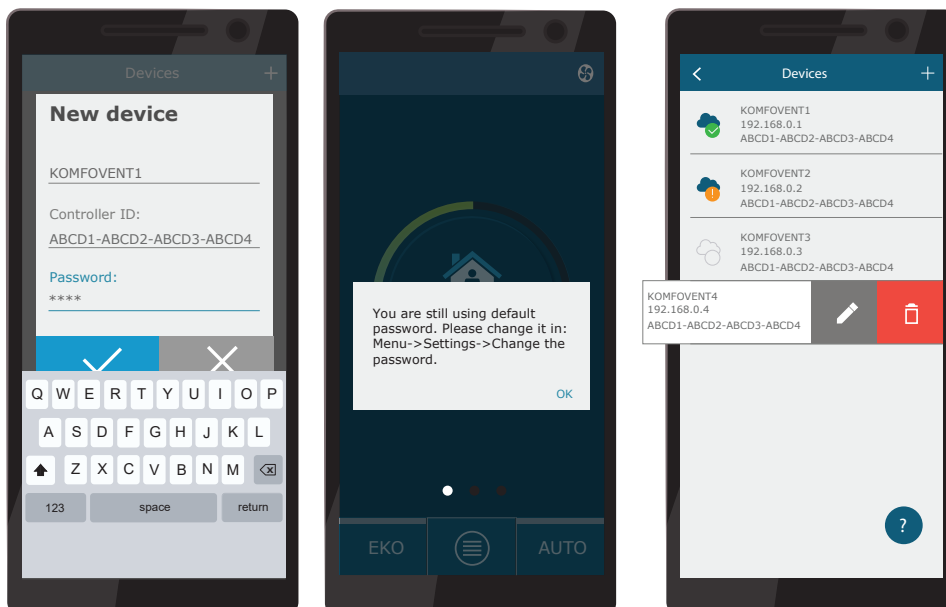 Devices +
New device
KOMFOVENT1
Controller ID:
ABCD1-ABCD2-ABCD3-ABCD4
Password:
****
Q W E R T Y U I O P
A S D F G H J K L
Z X C V B N M
123 space return
You are still using default
password. Please change it in:
Menu->Settings->Change the
password.
OK
EKO AUTO
Devices +
KOMFOVENT1
192.168.0.1
ABCD1-ABCD2-ABCD3-ABCD4
KOMFOVENT2
192.168.0.2
ABCD1-ABCD2-ABCD3-ABCD4
KOMFOVENT3
192.168.0.3
ABCD1-ABCD2-ABCD3-ABCD4
KOMFOVENT4
192.168.0.4
ABCD1-ABCD2-ABCD3-ABCD4
?